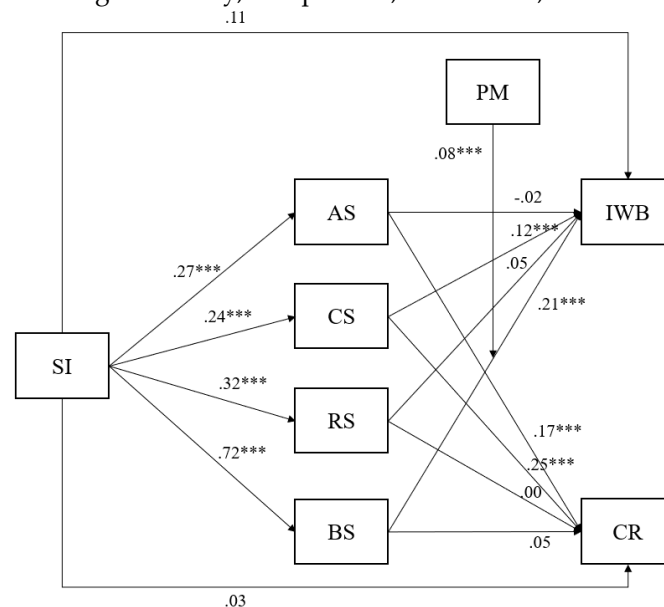 .11
PM
.08***
AS
-.02
IWB
.12***
.05
.27***
.21***
CS
.24***
SI
.32***
RS
.17***
.72***
.25***
.00
BS
CR
.05
.03